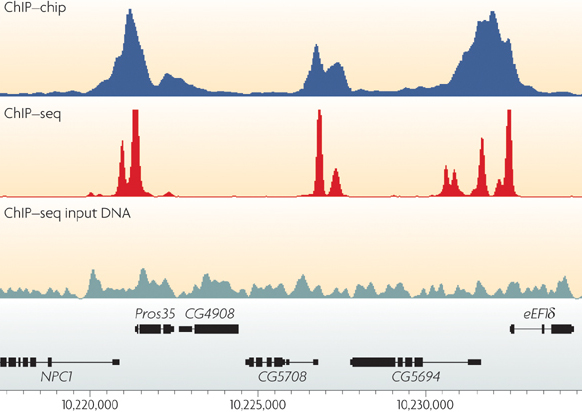 ChIP–chip
ChIP–seq
ChIP–seq input DNA
Pros35 CG4908 eEF1δ
NPC1 CG5708 CG5694
10,220,000 10,225,000 10,230,000